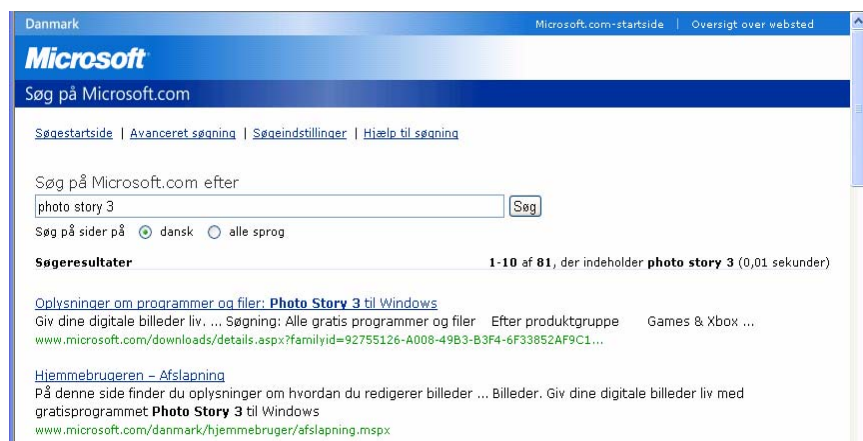 Danmark
Microsoft.com-startside | Oversigt over websted
Microsoft
Søg på Microsoft.com
Søgestartside | Avanceret søgning | Søgeindstillinger | Hjælp til søgning
Søg på Microsoft.com efter
photo story 3 Søg
Søg på sider på dansk alle sprog
Søgeresultater 1-10 af 81, der indeholder photo story 3 (0,01 sekunder)
Oplysninger om programmer og filer: Photo Story 3 til Windows
Giv dine digitale billeder liv. ... Søgning: Alle gratis programmer og filer Efter produktgruppe Games & Xbox ...
www.microsoft.com/downloads/details.aspx?familyid=92755126-A008-49B3-B3F4-6F33852AF9C1...
Hjemmebrugeren – Afslapning
På denne side finder du oplysninger om hvordan du redigerer billeder ... Billeder. Giv dine digitale billeder liv med
gratisprogrammet Photo Story 3 til Windows
www.microsoft.com/danmark/hjemmebruger/afslapning.mspx